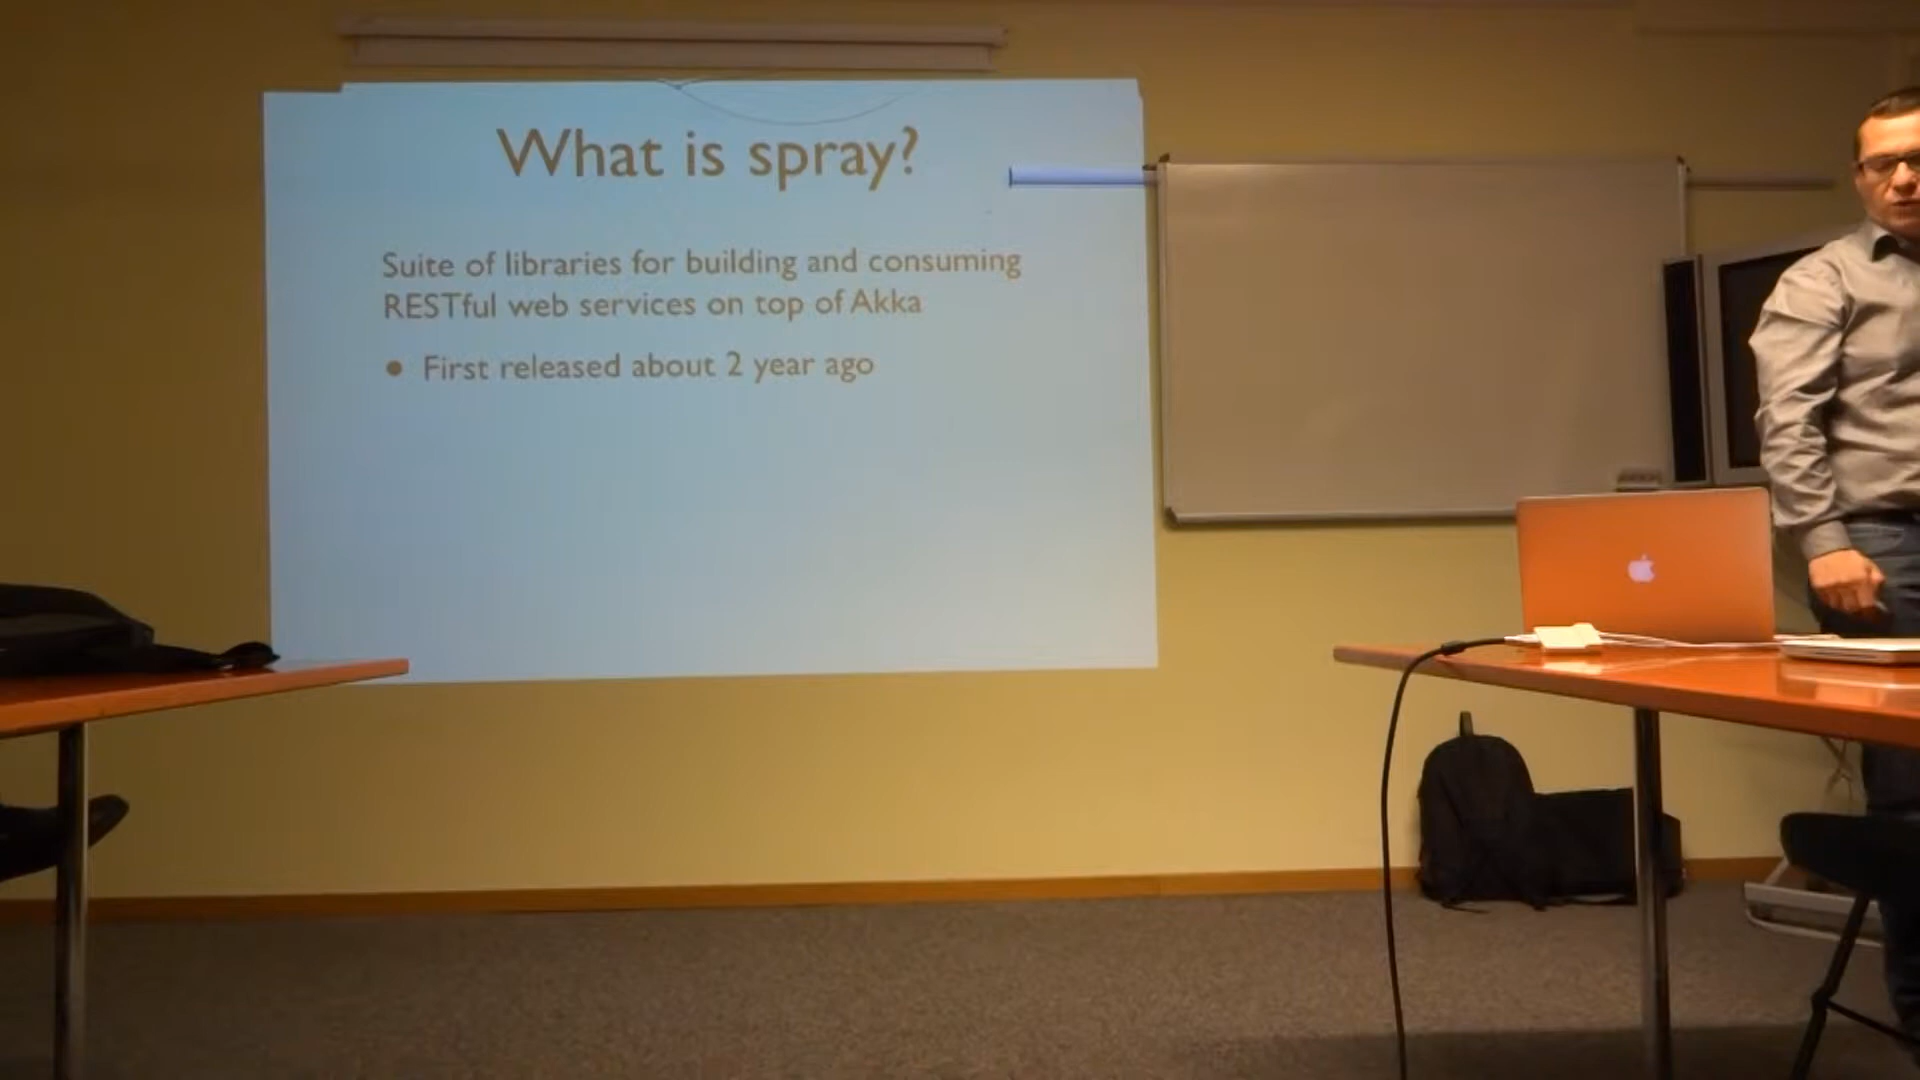 What is spray?
Suite of libraries for building and consuming
RESTful web services on top of Akka
• First released about 2 year ago